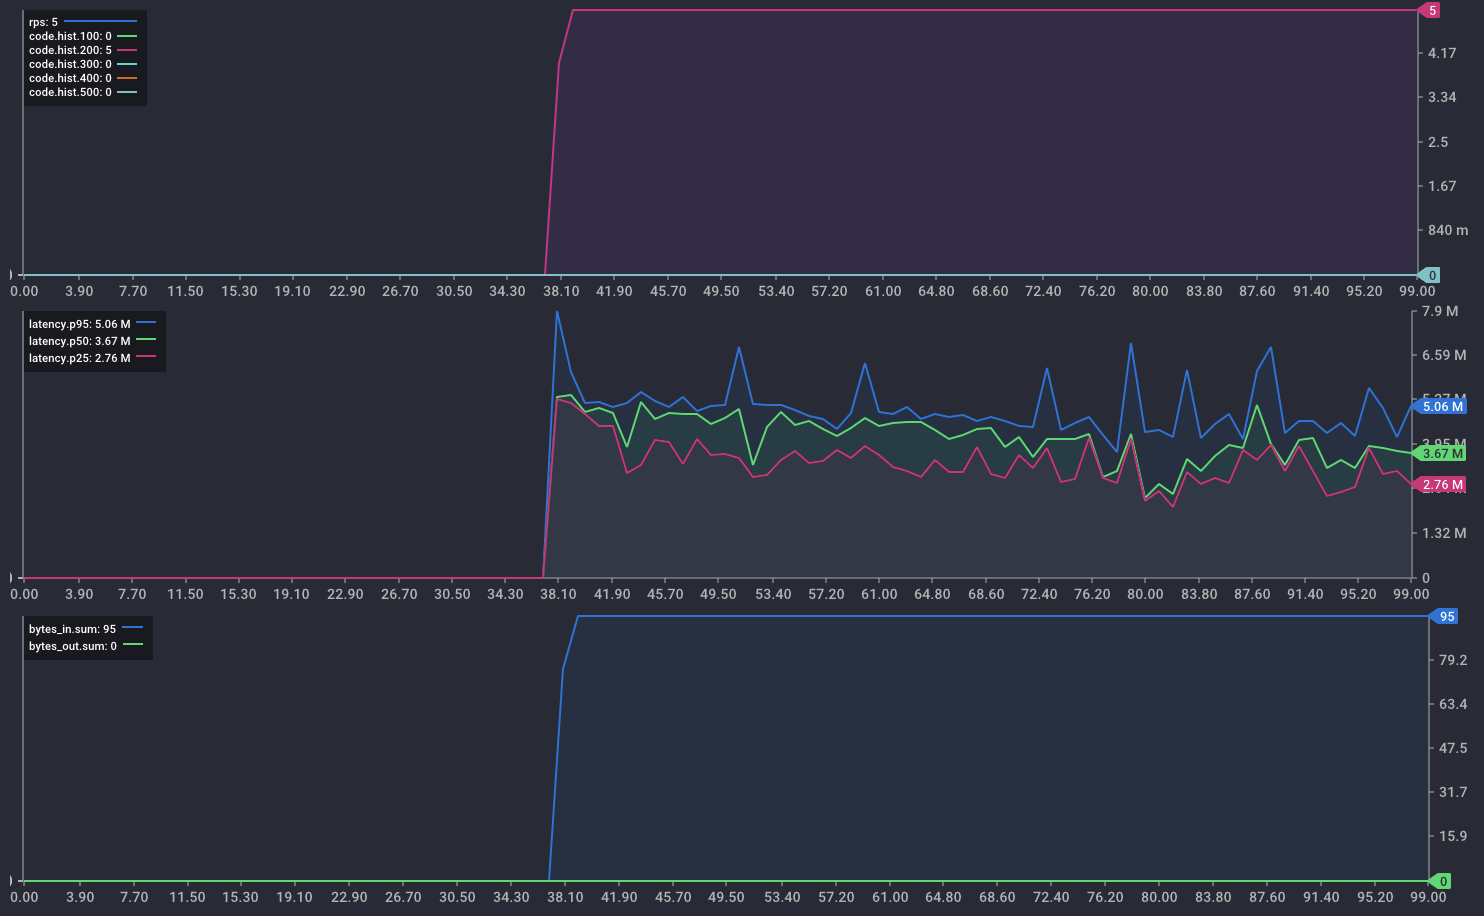 rps: 5
code.hist.100: 0
code.hist.200: 5
code.hist.300: 0
code.hist.400: 0
code.hist.500: 0
5
4.17
3.34
2.5
1.67
840 m
0
0.00 3.90 7.70 11.50 15.30 19.10 22.90 26.70 30.50 34.30 38.10 41.90 45.70 49.50 53.40 57.20 61.00 64.80 68.60 72.40 76.20 80.00 83.80 87.60 91.40 95.20 99.00
latency.p95: 5.06 M
latency.p50: 3.67 M
latency.p25: 2.76 M
7.9 M
6.59 M
5.06 M
3.95 M
3.67 M
2.76 M
1.32 M
0
0.00 3.90 7.70 11.50 15.30 19.10 22.90 26.70 30.50 34.30 38.10 41.90 45.70 49.50 53.40 57.20 61.00 64.80 68.60 72.40 76.20 80.00 83.80 87.60 91.40 95.20 99.00
bytes_in.sum: 95
bytes_out.sum: 0
95
79.2
63.4
47.5
31.7
15.9
0
0.00 3.90 7.70 11.50 15.30 19.10 22.90 26.70 30.50 34.30 38.10 41.90 45.70 49.50 53.40 57.20 61.00 64.80 68.60 72.40 76.20 80.00 83.80 87.60 91.40 95.20 99.00